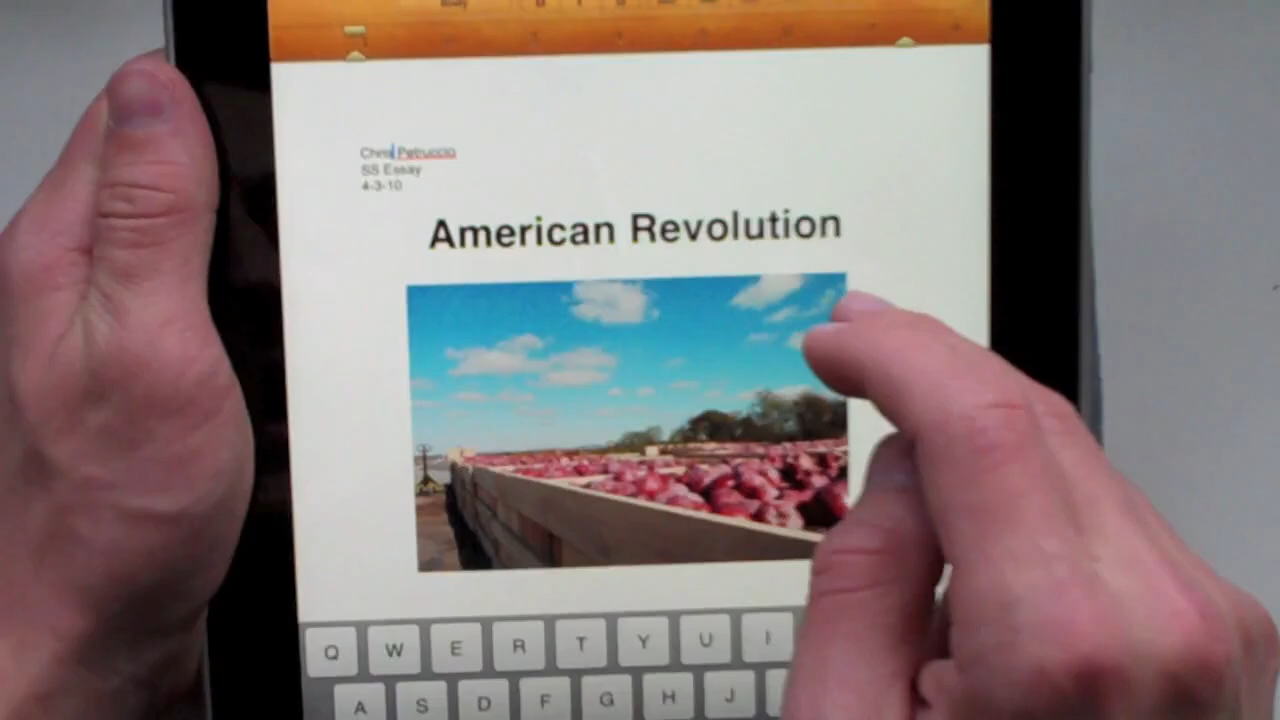 Chris Petruccio
SS Essay
4-3-10
American Revolution
Q W E R T Y U I
A S D F G H J